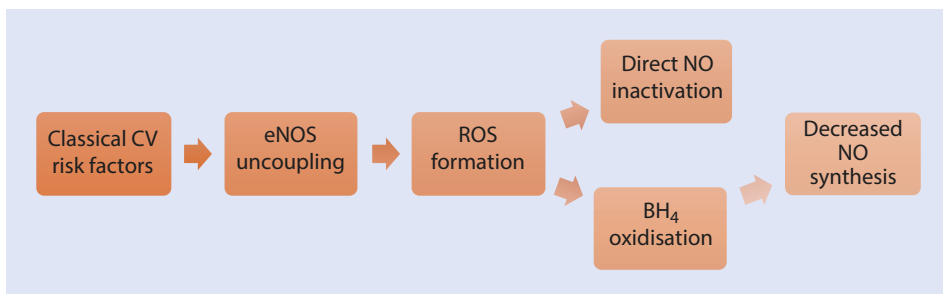 Classical CV
risk factors
eNOS
uncoupling
ROS
formation
Direct NO
inactivation
BH₄
oxidisation
Decreased
NO
synthesis